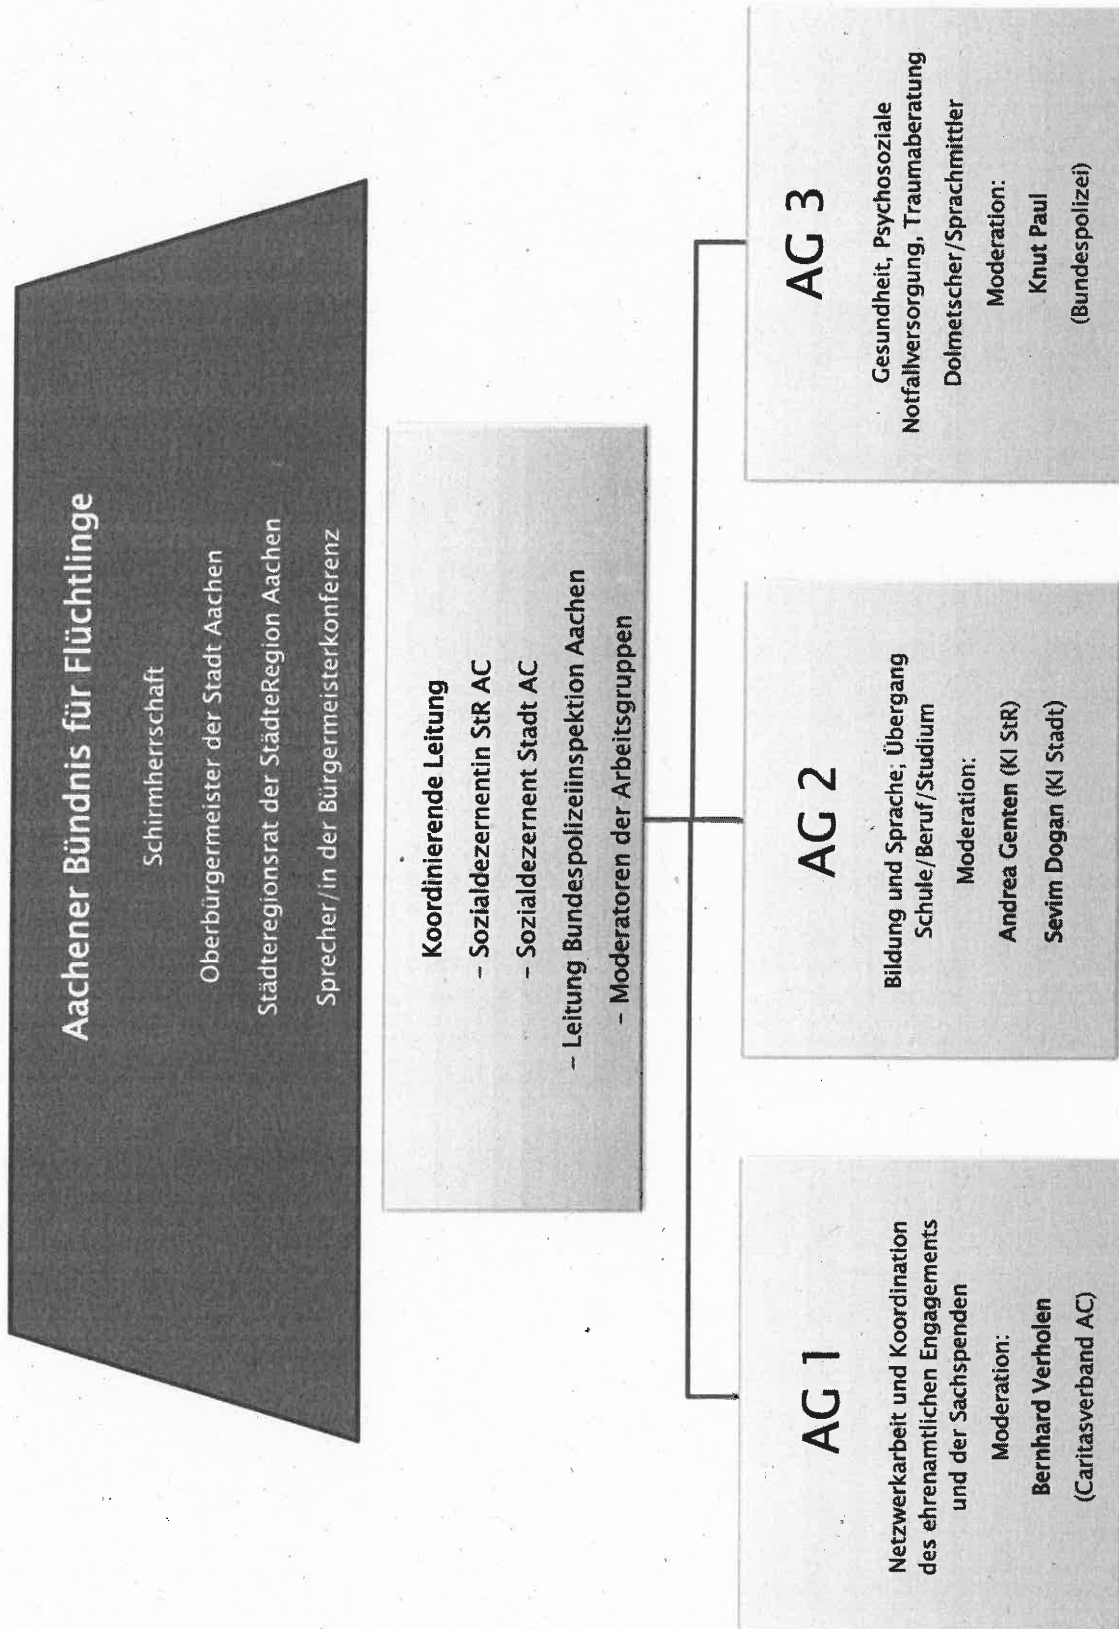 Aachener Bündnis für Flüchtlinge
Schirmherrschaft
Oberbürgermeister der Stadt Aachen
Städteregionsrat der StädteRegion Aachen
Sprecher/in der Bürgermeisterkonferenz
Koordinierende Leitung
– Sozialdezernentin StR AC
– Sozialdezernent Stadt AC
– Leitung Bundespolizeiinspektion Aachen
– Moderatoren der Arbeitsgruppen
AG 1
Netzwerkarbeit und Koordination
des ehrenamtlichen Engagements
und der Sachspenden
Moderation:
Bernhard Verholen
(Caritasverband AC)
AG 2
Bildung und Sprache; Übergang
Schule/Beruf/Studium
Moderation:
Andrea Genten (KI StR)
Sevim Dogan (KI Stadt)
AG 3
Gesundheit, Psychosoziale
Notfallversorgung, Traumaberatung
Dolmetscher/Sprachmittler
Moderation:
Knut Paul
(Bundespolizei)